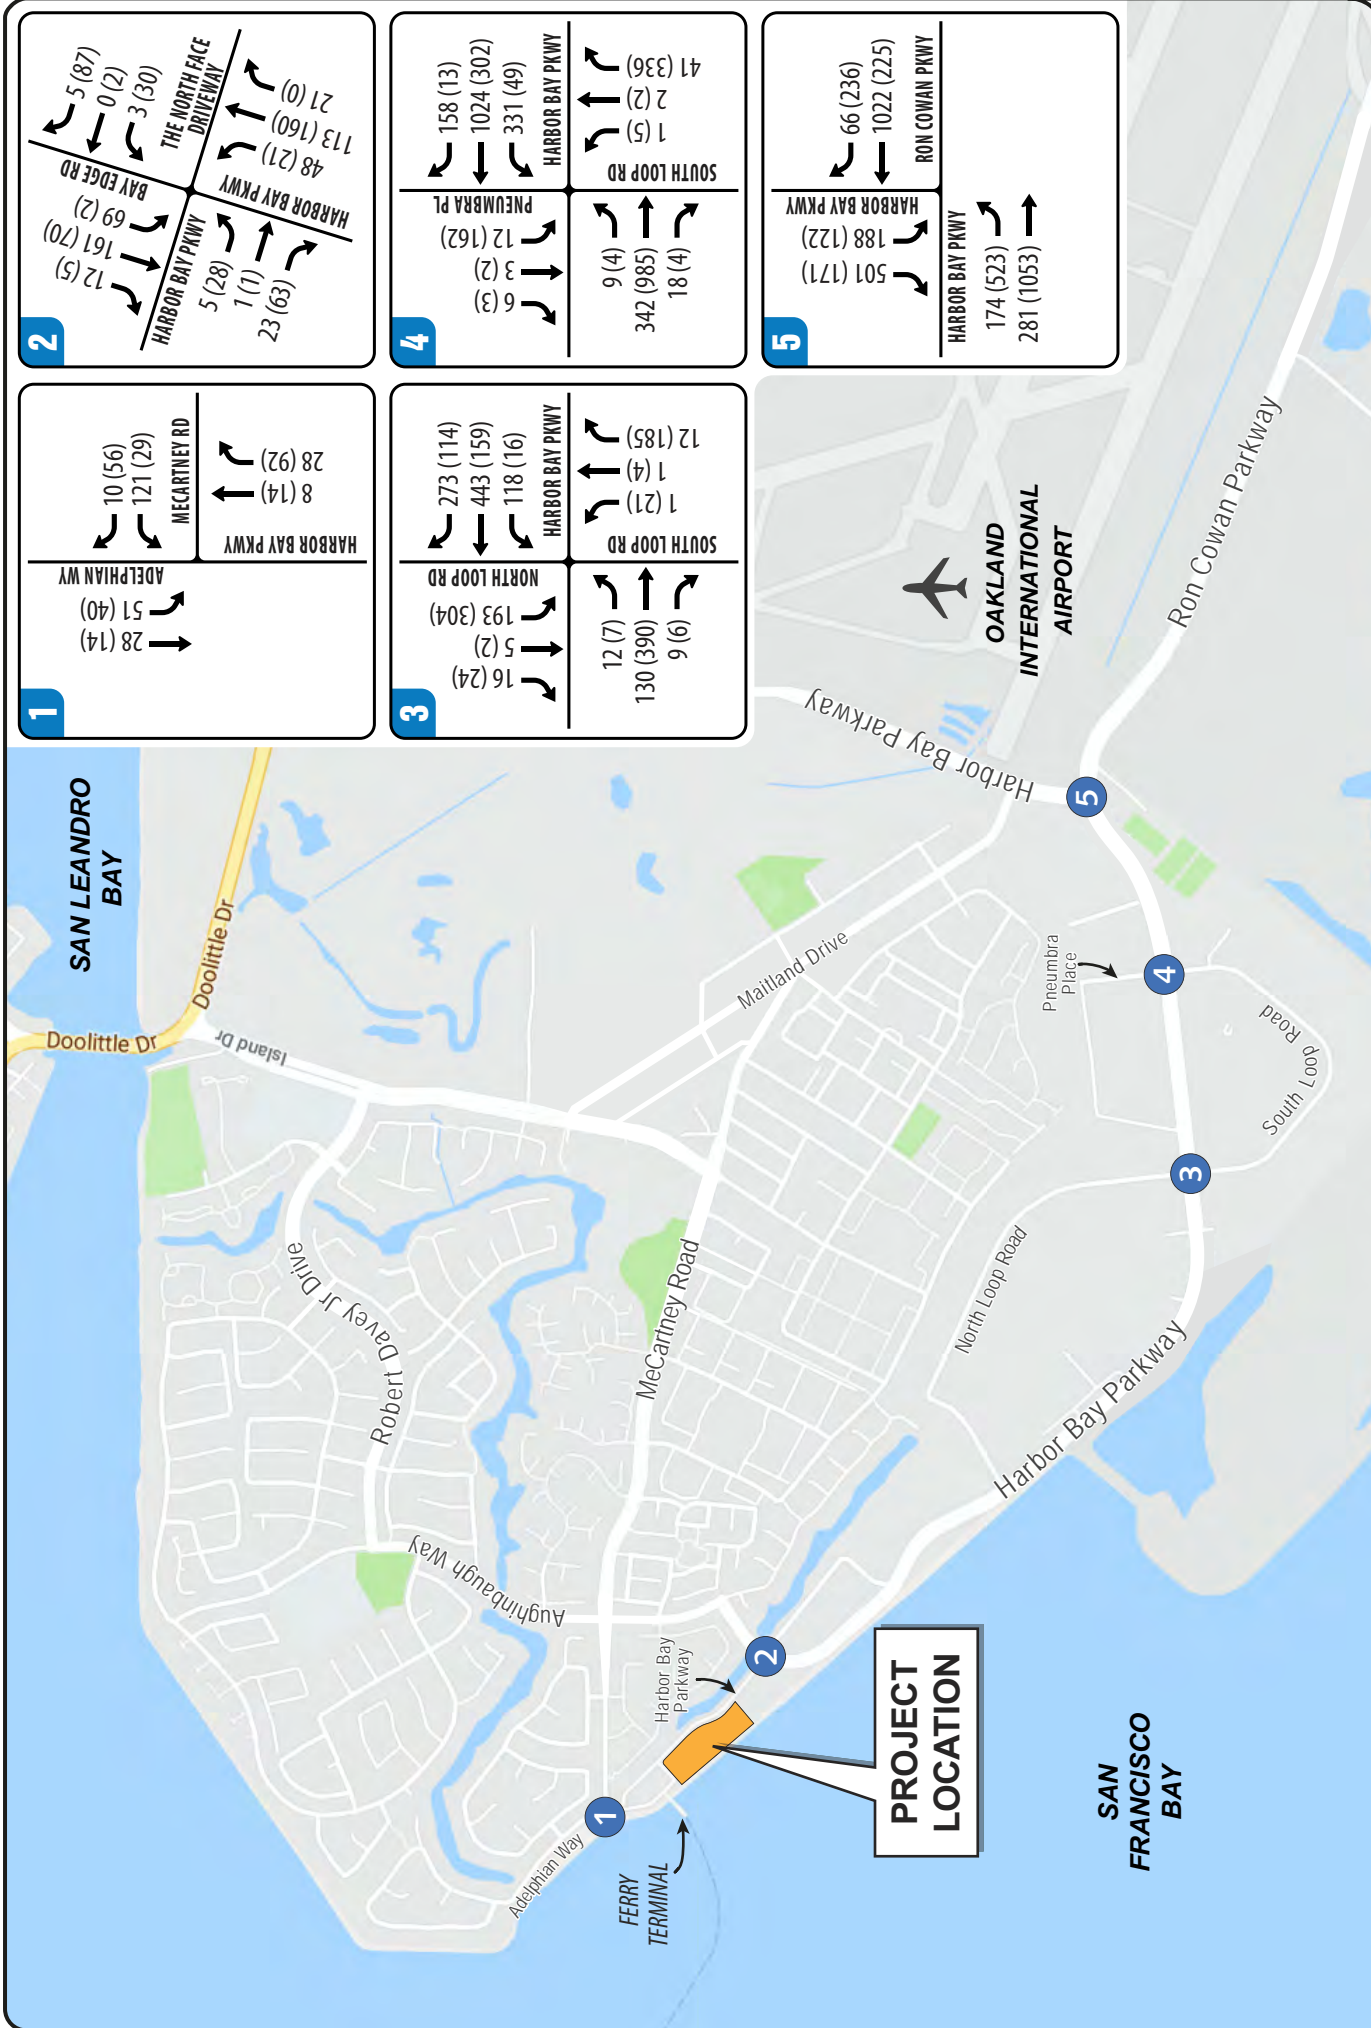 1
10 (56)
121 (29)
MECARTNEY RD
ADELPHIAN WY
51 (40)
28 (14)
HARBOR BAY PKWY
8 (14)
28 (92)
2
5 (87)
0 (2)
3 (30)
THE NORTH FACE
DRIVEWAY
BAY EDGE RD
69 (2)
161 (70)
12 (5)
HARBOR BAY PKWY
5 (28)
1 (1)
23 (63)
HARBOR BAY PKWY
48 (21)
113 (160)
21 (0)
3
273 (114)
443 (159)
118 (16)
HARBOR BAY PKWY
NORTH LOOP RD
193 (304)
5 (2)
16 (24)
12 (7)
130 (390)
9 (6)
SOUTH LOOP RD
1 (21)
1 (4)
12 (185)
4
158 (13)
1024 (302)
331 (49)
HARBOR BAY PKWY
PNEUMBRA PL
12 (162)
3 (2)
6 (3)
9 (4)
342 (985)
18 (4)
SOUTH LOOP RD
1 (5)
2 (2)
41 (336)
5
66 (236)
1022 (225)
RON COWAN PKWY
HARBOR BAY PKWY
188 (122)
501 (171)
HARBOR BAY PKWY
174 (523)
281 (1053)
SAN LEANDRO
BAY
Doolittle Dr
Doolittle Dr
Island Dr
Robert Davey Jr Drive
Aughinbaugh Way
MeCartney Road
Maitland Drive
Harbor Bay Parkway
OAKLAND
INTERNATIONAL
AIRPORT
Ron Cowan Parkway
Pneumbra
Place
North Loop Road
South Loop Road
Harbor Bay Parkway
Harbor Bay
Parkway
Adelphian Way
FERRY
TERMINAL
PROJECT
LOCATION
SAN
FRANCISCO
BAY
1
2
3
4
5